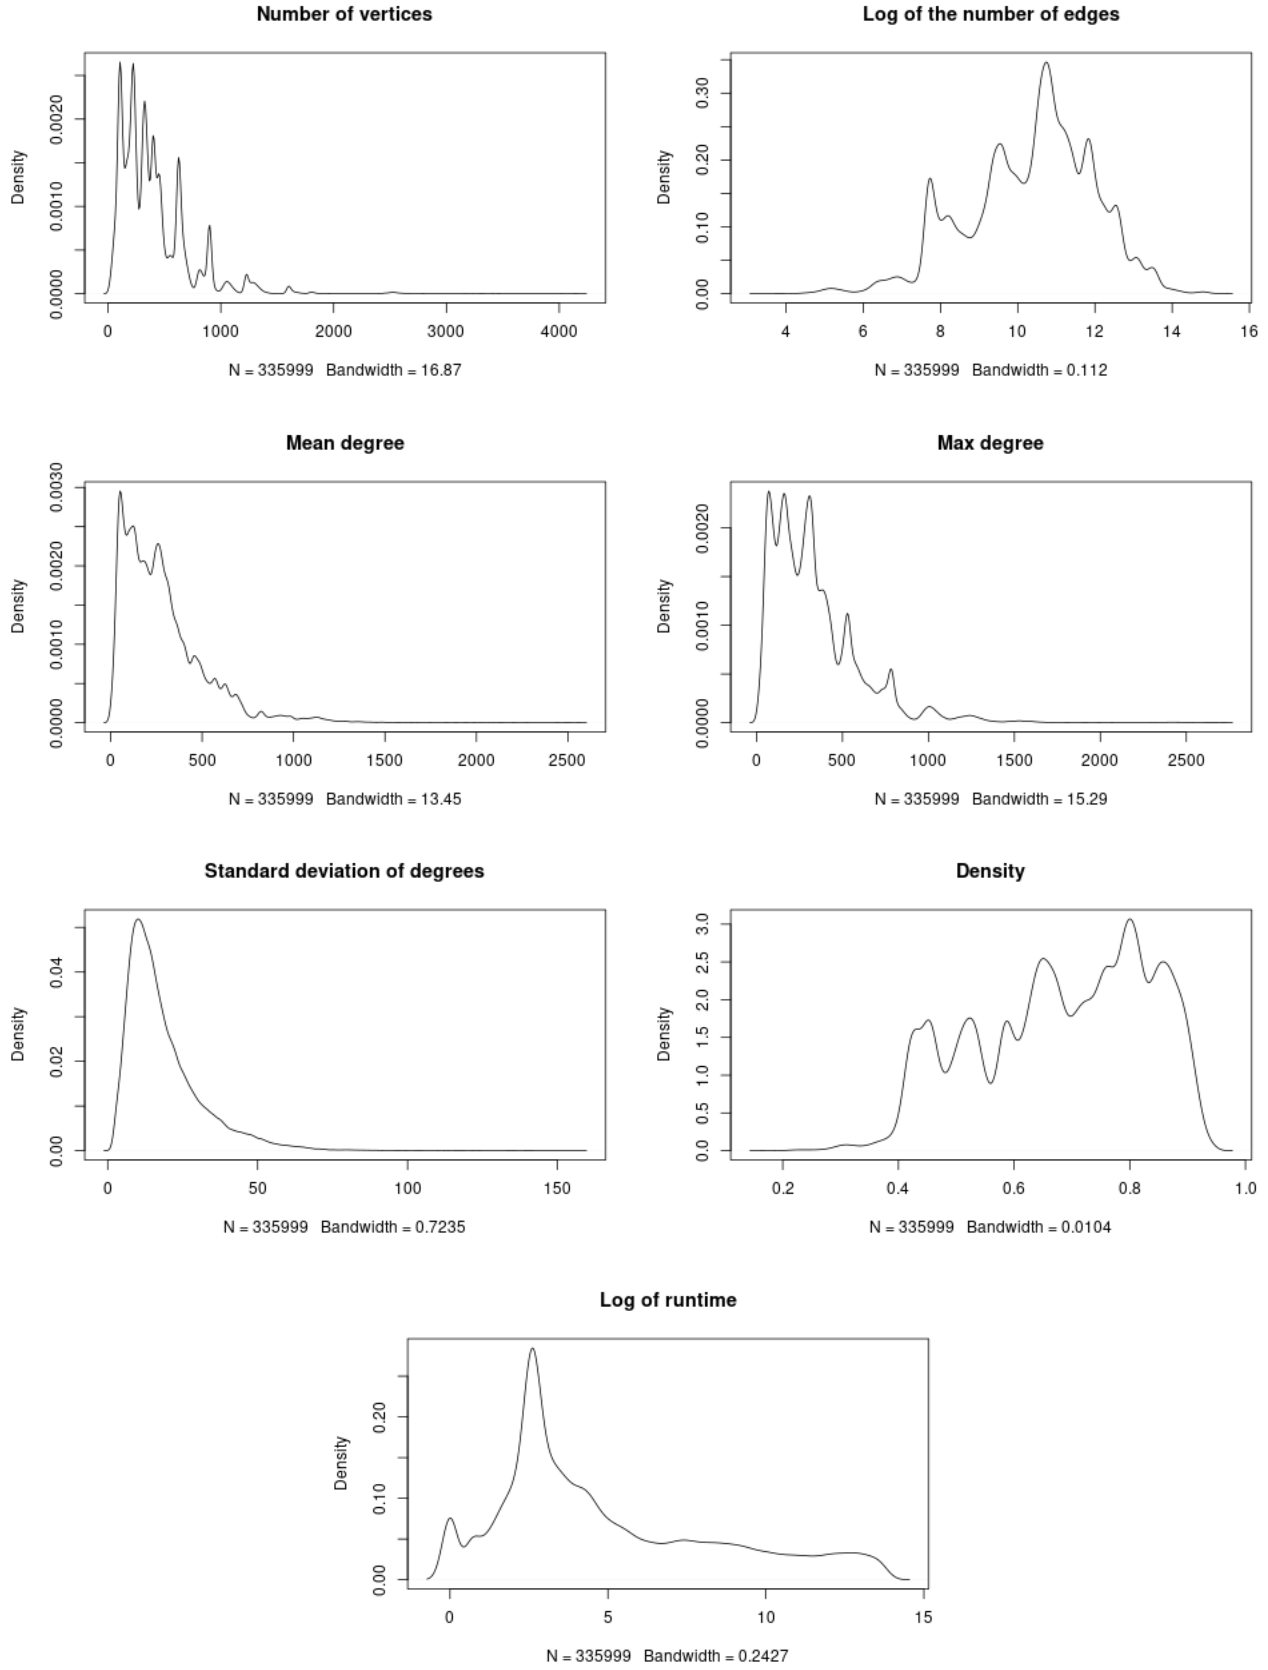 Number of vertices
Density
0.0000 0.0010 0.0020
0 1000 2000 3000 4000
N = 335999 Bandwidth = 16.87
Log of the number of edges
Density
0.00 0.10 0.20 0.30
4 6 8 10 12 14 16
N = 335999 Bandwidth = 0.112
Mean degree
Density
0.0000 0.0010 0.0020 0.0030
0 500 1000 1500 2000 2500
N = 335999 Bandwidth = 13.45
Max degree
Density
0.0000 0.0010 0.0020
0 500 1000 1500 2000 2500
N = 335999 Bandwidth = 15.29
Standard deviation of degrees
Density
0.00 0.02 0.04
0 50 100 150
N = 335999 Bandwidth = 0.7235
Density
Density
0.0 0.5 1.0 1.5 2.0 2.5 3.0
0.2 0.4 0.6 0.8 1.0
N = 335999 Bandwidth = 0.0104
Log of runtime
Density
0.00 0.10 0.20
0 5 10 15
N = 335999 Bandwidth = 0.2427